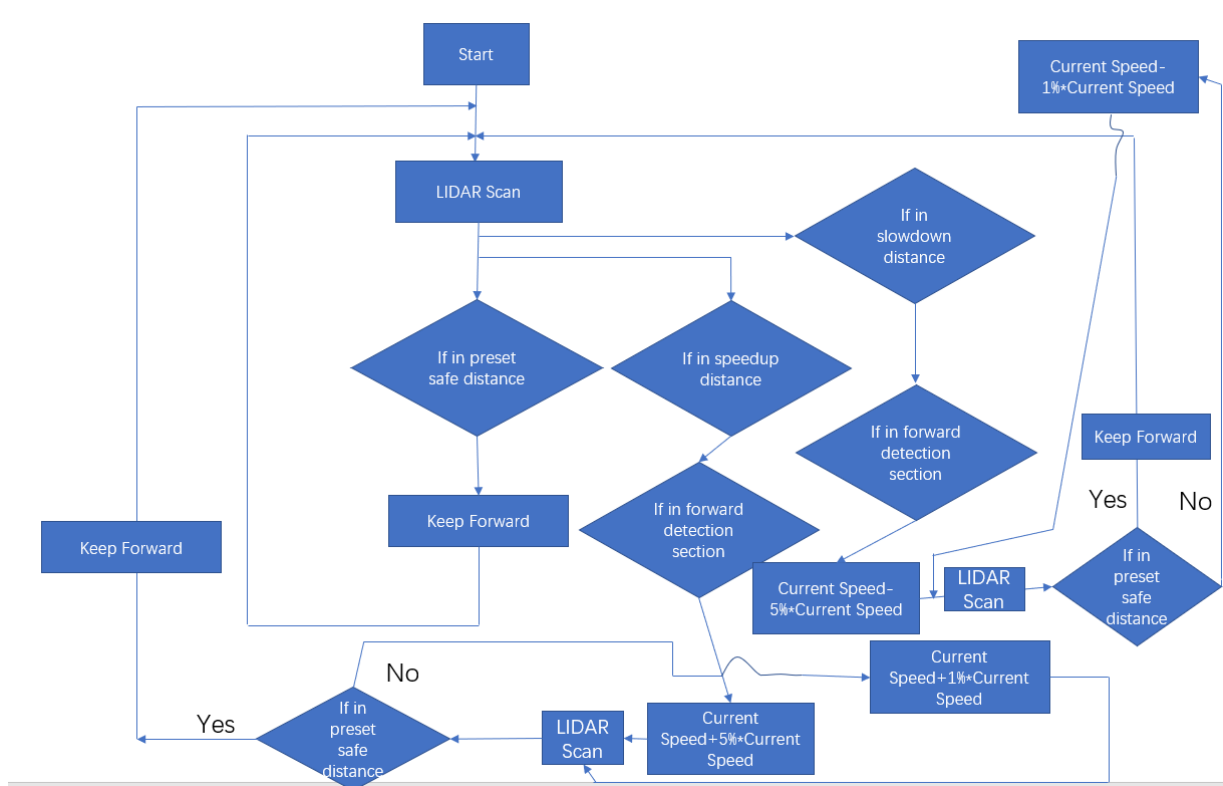 Start
Current Speed-
1%*Current Speed
LIDAR Scan
If in
slowdown
distance
If in preset
safe distance
If in speedup
distance
If in forward
detection
section
Keep Forward
Yes
No
Keep Forward
If in forward
detection
section
Keep Forward
If in
preset
safe
distance
LIDAR
Scan
Current Speed-
5%*Current Speed
Current
Speed+1%*Current
Speed
No
Yes
If in
preset
safe
distance
LIDAR
Scan
Current
Speed+5%*Current
Speed